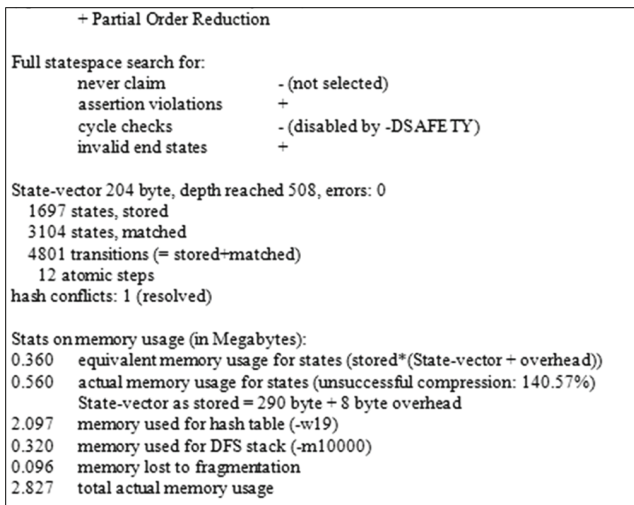 + Partial Order Reduction
Full statespace search for:
never claim - (not selected)
assertion violations +
cycle checks - (disabled by -DSAFETY)
invalid end states +
State-vector 204 byte, depth reached 508, errors: 0
1697 states, stored
3104 states, matched
4801 transitions (= stored+matched)
12 atomic steps
hash conflicts: 1 (resolved)
Stats on memory usage (in Megabytes):
0.360 equivalent memory usage for states (stored*(State-vector + overhead))
0.560 actual memory usage for states (unsuccessful compression: 140.57%)
State-vector as stored = 290 byte + 8 byte overhead
2.097 memory used for hash table (-w19)
0.320 memory used for DFS stack (-m10000)
0.096 memory lost to fragmentation
2.827 total actual memory usage